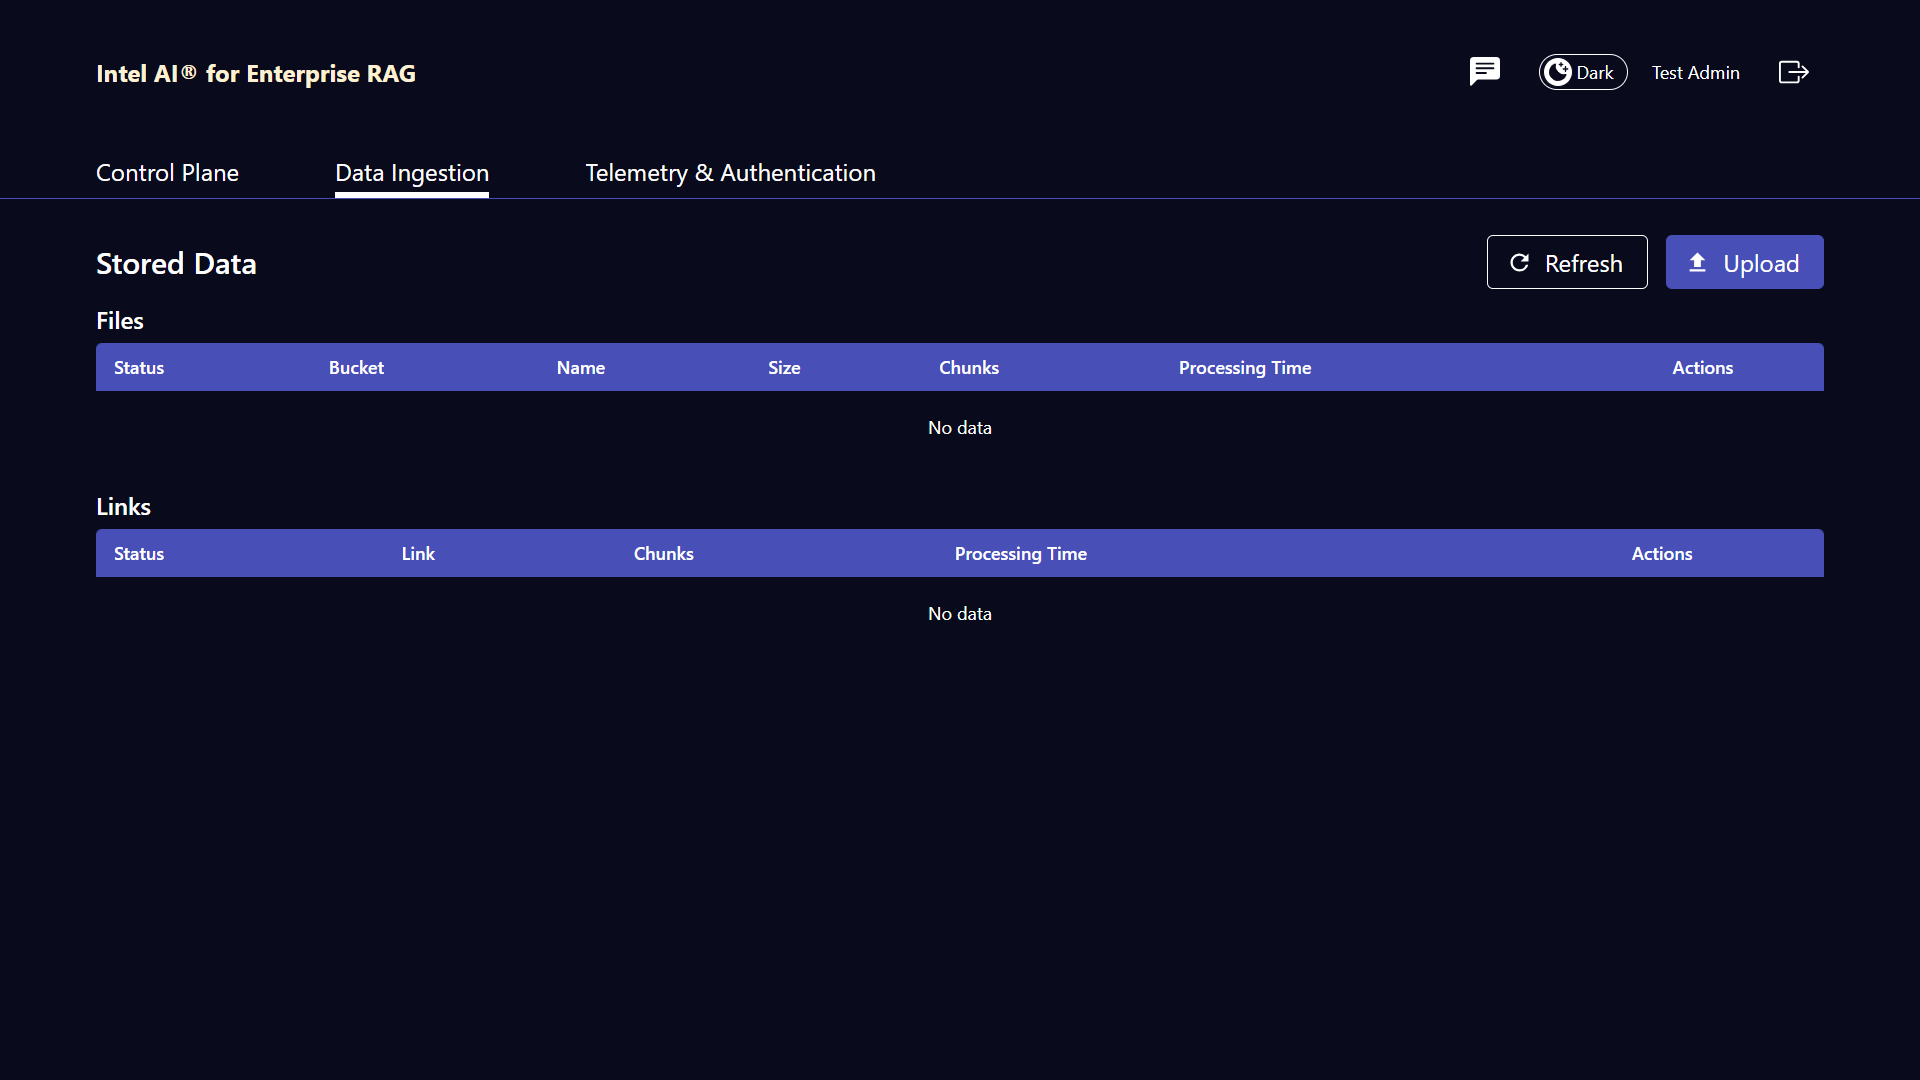 Intel AI® for Enterprise RAG
Dark
Test Admin
Control Plane
Data Ingestion
Telemetry & Authentication
Stored Data
Refresh
Upload
Files
Status Bucket Name Size Chunks Processing Time Actions
No data
Links
Status Link Chunks Processing Time Actions
No data